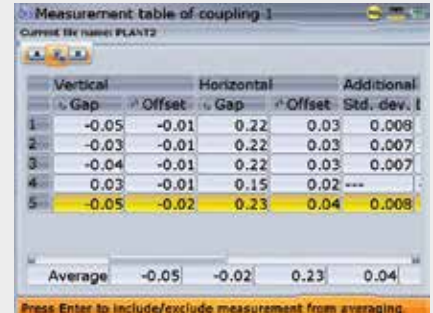 Measurement table of coupling 1
Current file name: PLANT2
Vertical Horizontal Additional
Gap Offset Gap Offset Std. dev.
1 -0.05 -0.01 0.22 0.03 0.008
2 -0.03 -0.01 0.22 0.03 0.007
3 -0.04 -0.01 0.22 0.03 0.007
4 0.03 -0.01 0.15 0.02 ---
5 -0.05 -0.02 0.23 0.04 0.008
Average -0.05 -0.02 0.23 0.04
Press Enter to include/exclude measurement from averaging